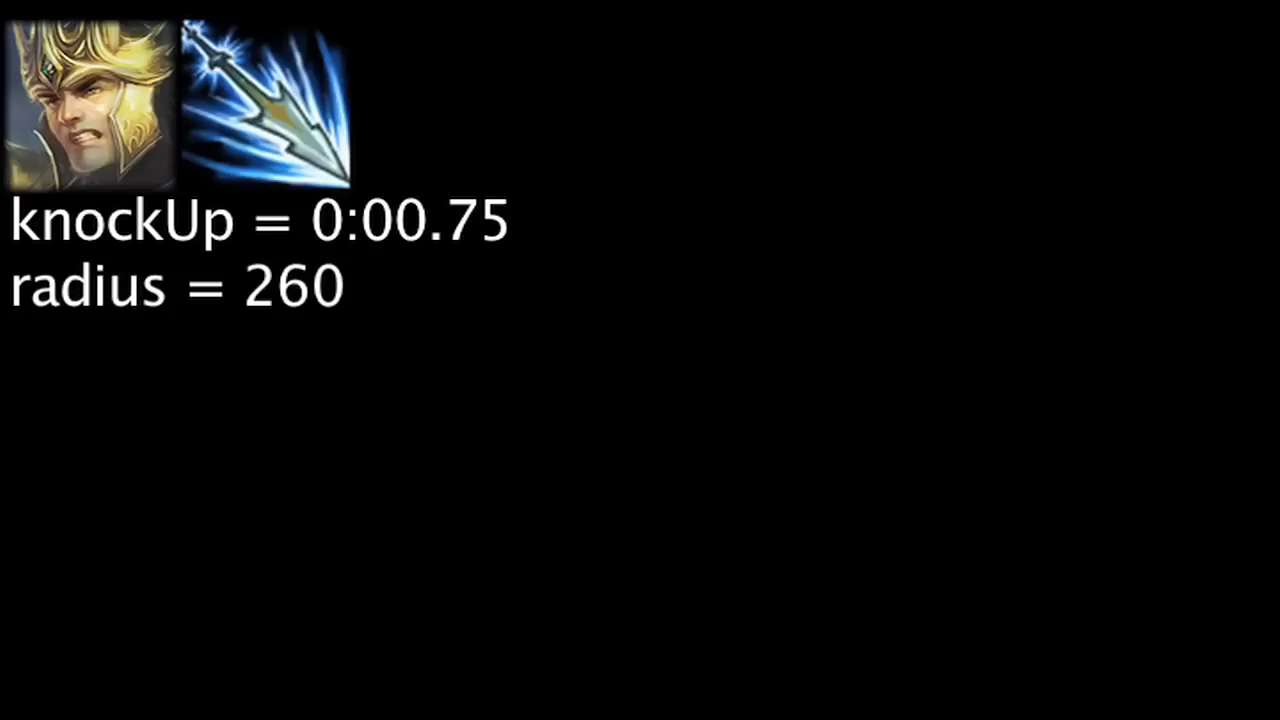 knockUp = 0:00.75
radius = 260